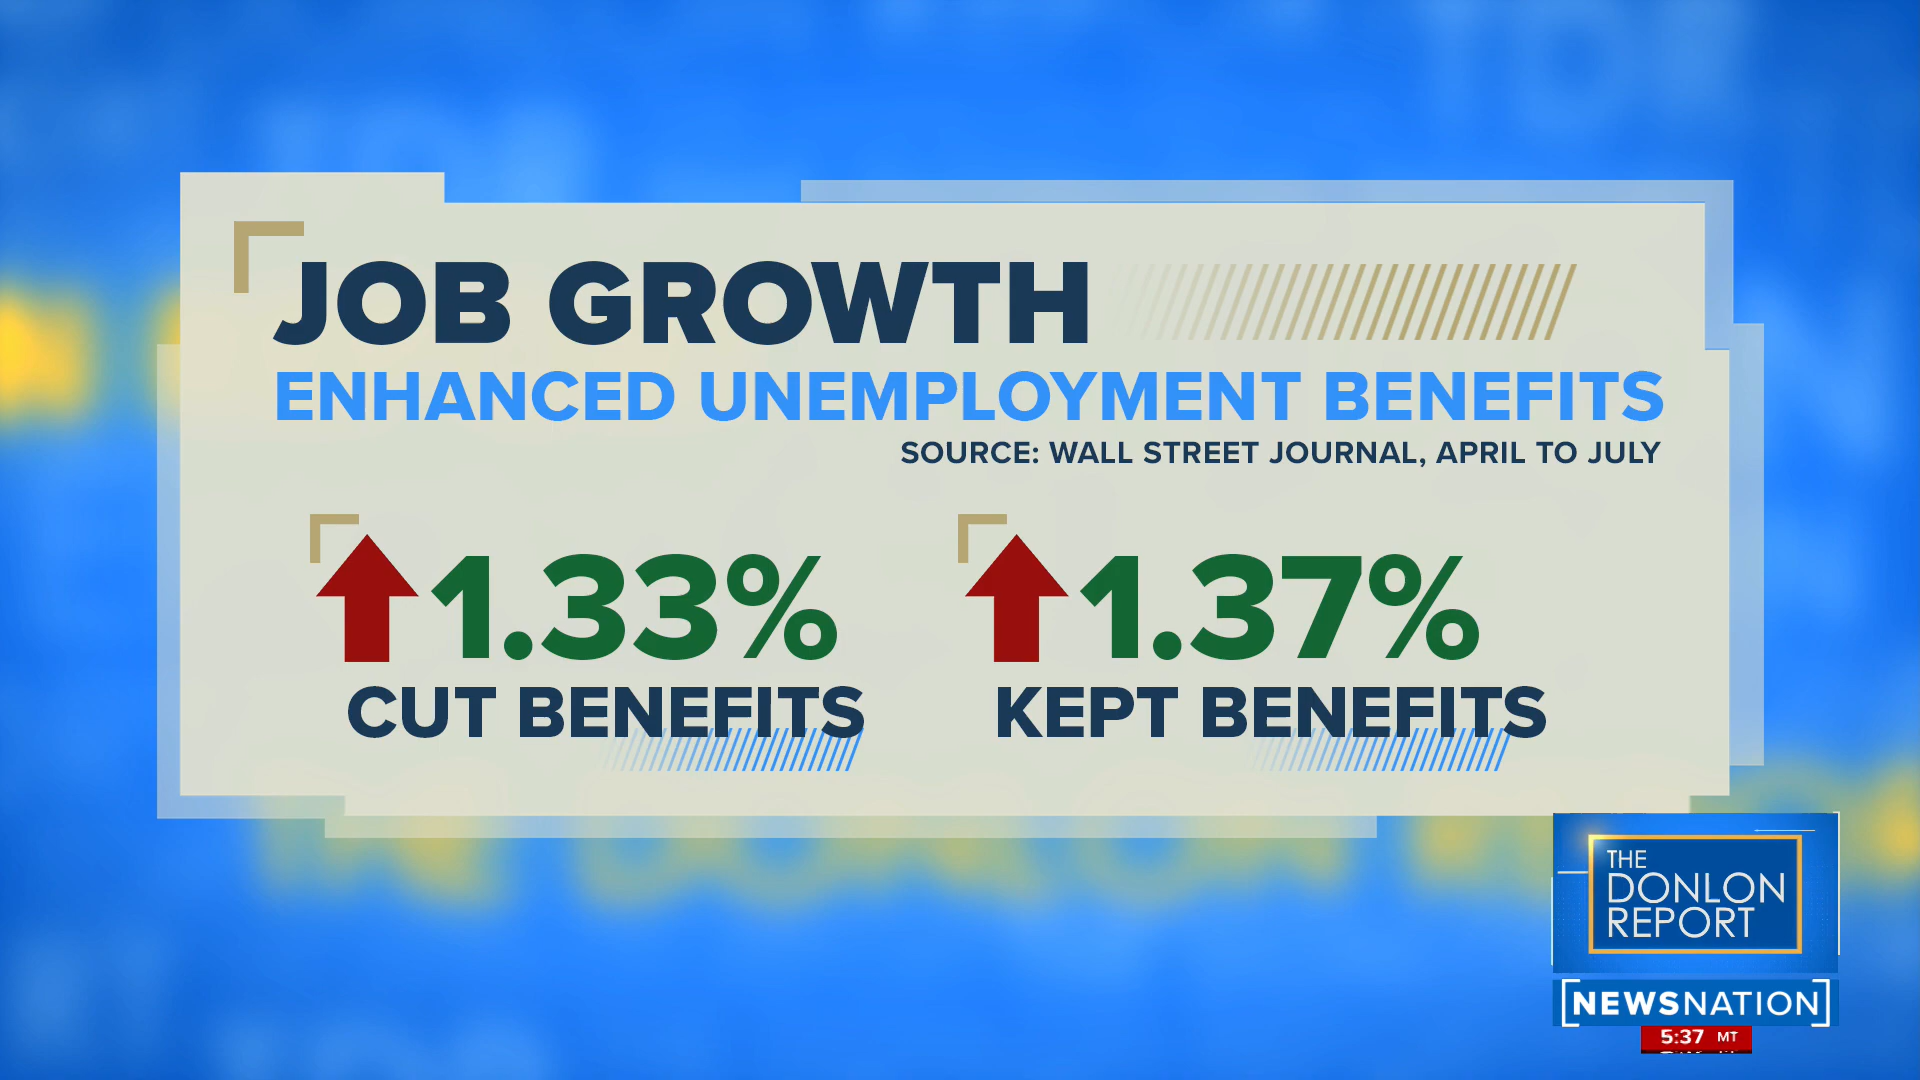 JOB GROWTH
ENHANCED UNEMPLOYMENT BENEFITS
SOURCE: WALL STREET JOURNAL, APRIL TO JULY
1.33%
CUT BENEFITS
1.37%
KEPT BENEFITS
THE
DONLON
REPORT
[NEWSNATION]
5:37 MT